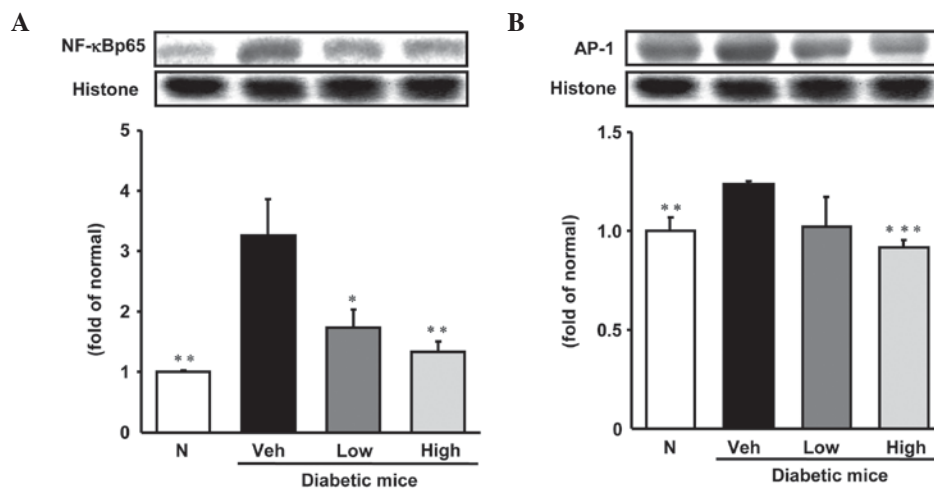 A
NF-κBp65
Histone
5
4
3
2
1
0
(fold of normal)
**
*
**
N Veh Low High
Diabetic mice
B
AP-1
Histone
1.5
1.0
0.5
0
(fold of normal)
**
***
N Veh Low High
Diabetic mice